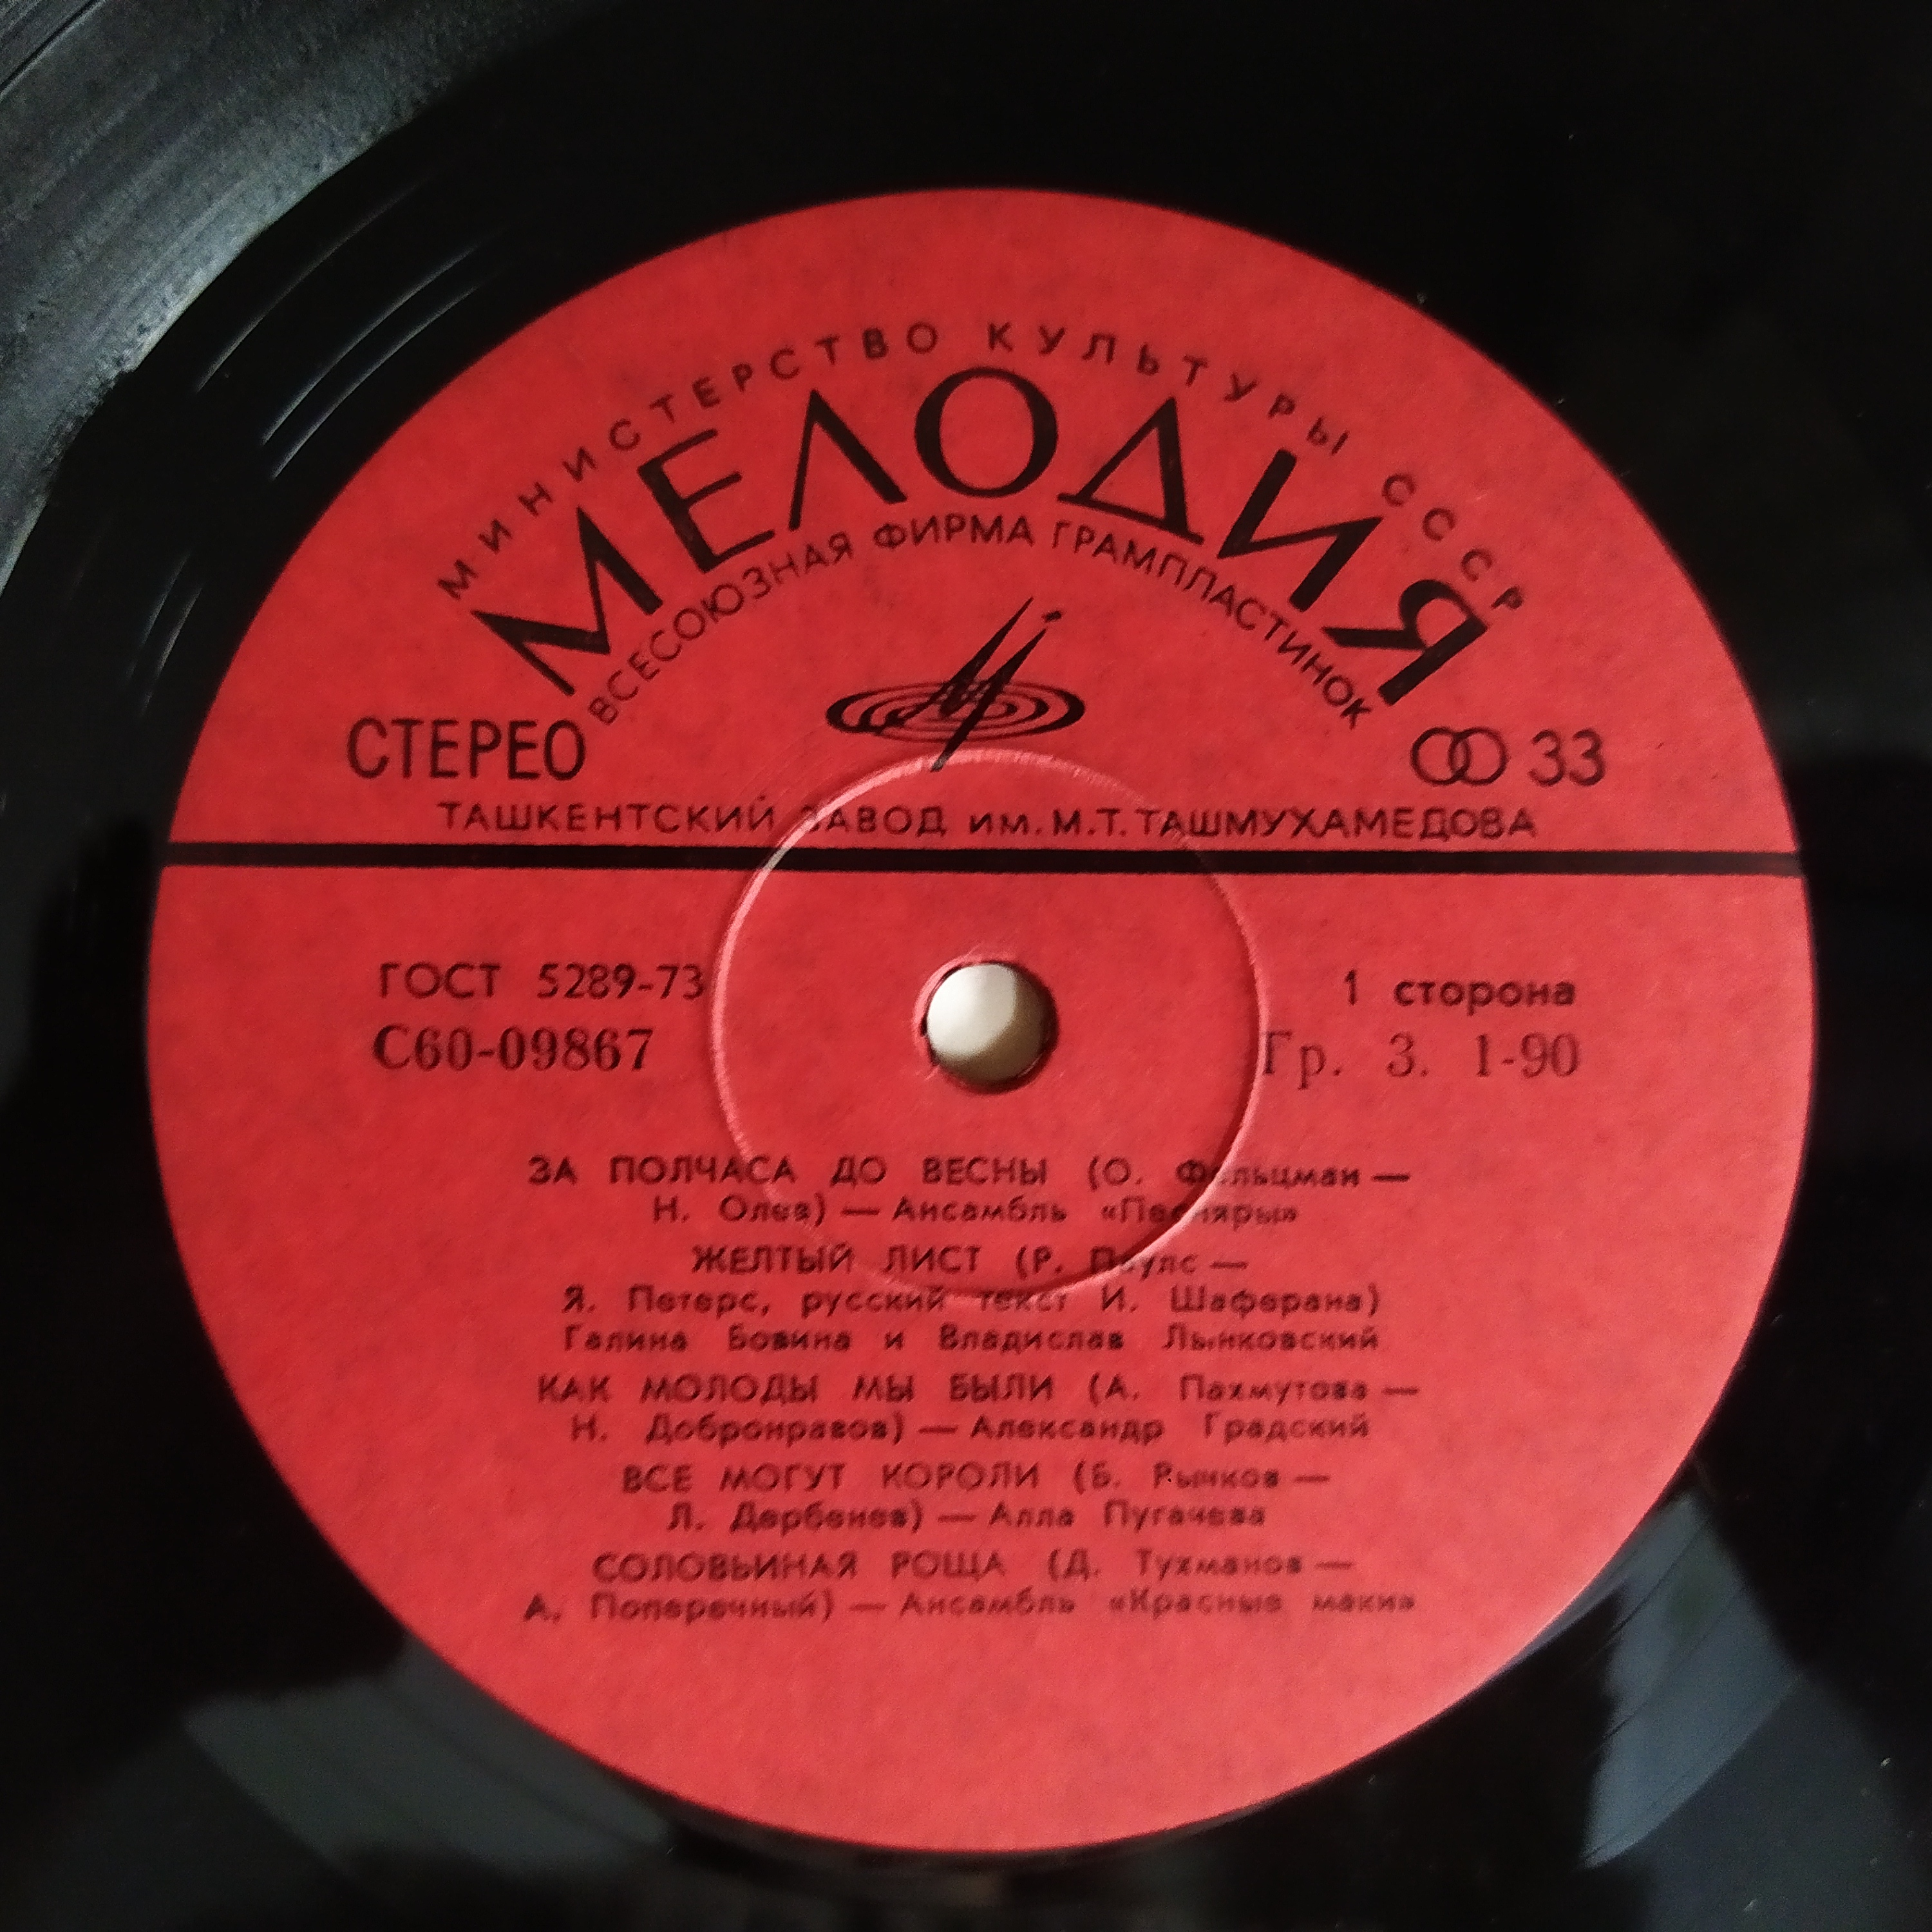 МИНИСТЕРСТВО КУЛЬТУРЫ СССР
МЕЛОДИЯ
ВСЕСОЮЗНАЯ ФИРМА ГРАМПЛАСТИНОК
СТЕРЕО
33
ТАШКЕНТСКИЙ ЗАВОД им. М.Т. ТАШМУХАМЕДОВА
ГОСТ 5289-73
1 сторона
С60-09867
Гр. 3. 1-90
ЗА ПОЛЧАСА ДО ВЕСНЫ (О. Фельцман —
Н. Олев) — Ансамбль «Песняры»
ЖЕЛТЫЙ ЛИСТ (Р. Паулс —
Я. Петерс, русский текст И. Шаферана)
Галина Бовина и Владислав Лынковский
КАК МОЛОДЫ МЫ БЫЛИ (А. Пахмутова —
Н. Добронравов) — Александр Градский
ВСЕ МОГУТ КОРОЛИ (Б. Рычков —
Л. Дербенев) — Алла Пугачева
СОЛОВЬИНАЯ РОЩА (Д. Тухманов —
А. Поперечный) — Ансамбль «Красные маки»